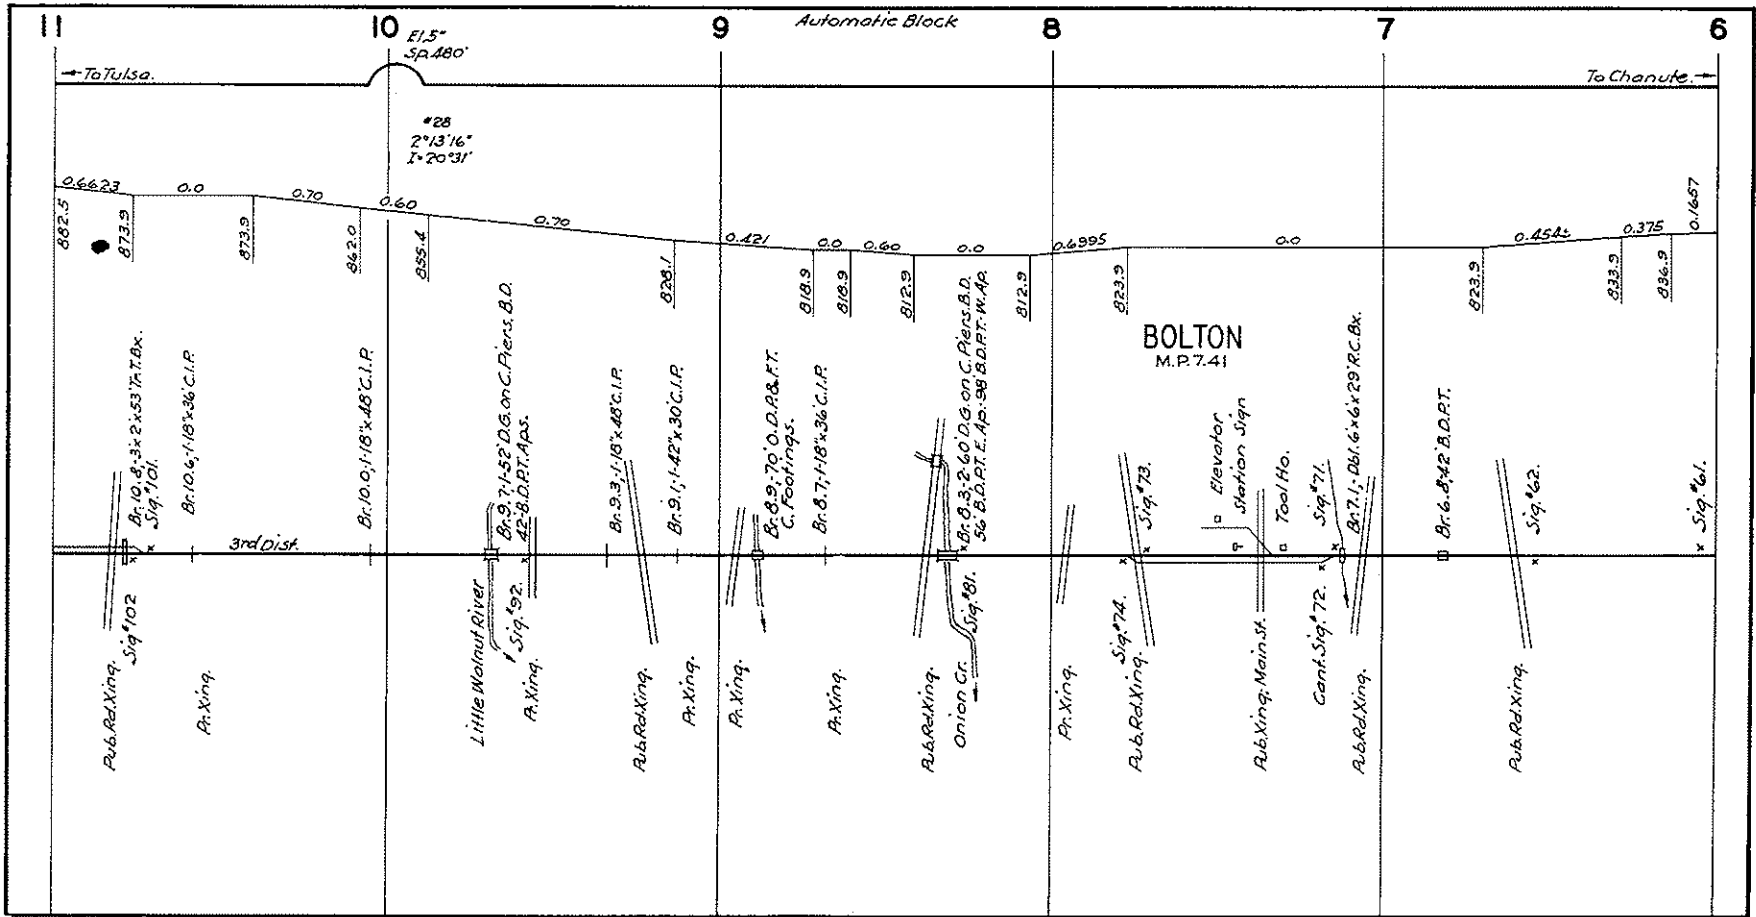 11
10
9
8
7
6
Automatic Block
El.5"
Sp.480'
← To Tulsa.
To Chanute. →
#28
2°13'16"
I=20°31'
0.6623
0.0
0.70
0.60
0.70
0.421
0.0
0.60
0.0
0.6995
0.0
0.454±
0.375
0.1657
882.5
873.9
873.9
862.0
855.4
828.1
818.9
818.9
812.9
812.9
823.9
823.9
833.9
836.9
BOLTON
M.P. 7.41
Br. 10.8,-3'x2'x53' Tr.T.Bx.
Sig.#101.
Br. 10.6,-1-18"x36' C.I.P.
Br. 10.0,-1-18"x48' C.I.P.
Br. 9.7,-1-52' D.G. on C. Piers. B.D.
42'-B.D.P.T. Aps.
Br. 9.3,-1-18"x48' C.I.P.
Br. 9.1,-1-42"x30' C.I.P.
Br. 8.9,-70' O.D.P.& F.T.
C. Footings.
Br. 8.7,-1-18"x36' C.I.P.
Br. 8.3,-2-60' D.G. on C. Piers. B.D.
56' B.D.P.T. E. Ap.-98' B.D.P.T.-W. Ap.
Sig.#73.
Elevator
Station Sign
Tool Ho.
Sig.#71.
Br. 7.1,-Dbl. 6'x6'x29' R.C.Bx.
Br. 6.8,-42' B.D.P.T.
Sig.#62.
Sig.#61.
3rd Dist.
Pub.Rd.Xing.
Sig.#102
Pr. Xing.
Little Walnut River
Sig.#92.
Pr. Xing.
Pub.Rd.Xing.
Pr. Xing.
Pr. Xing.
Pr. Xing.
Pub.Rd.Xing.
Onion Cr.
Sig.#81.
Pr. Xing.
Sig.#74.
Pub.Rd.Xing.
Pub.Xing.-Main St.
Cant.Sig.#72.
Pub.Rd.Xing.
Pub.Rd.Xing.